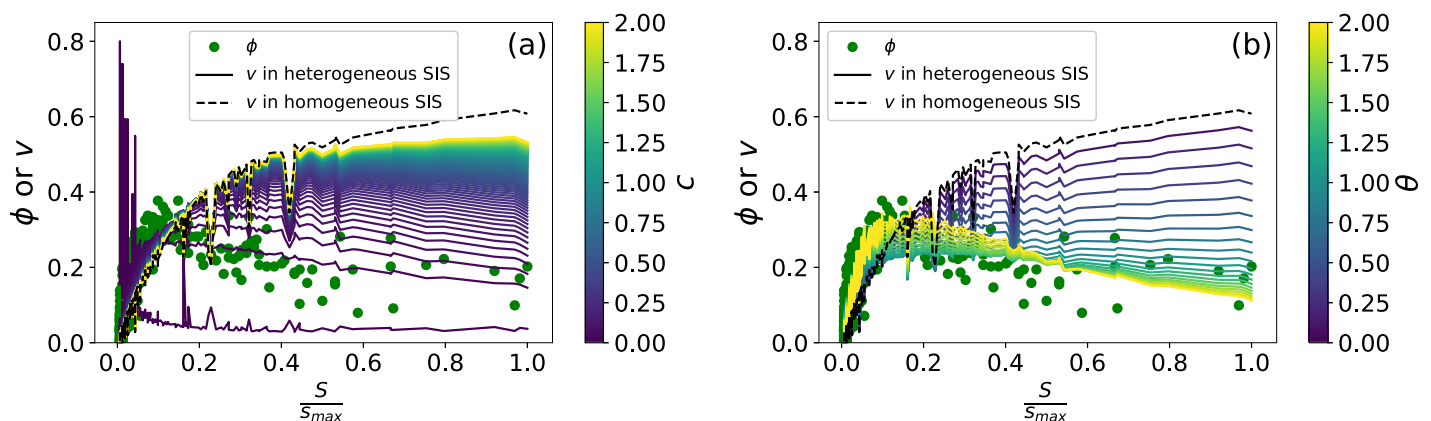 (a)
ϕ
v in heterogeneous SIS
v in homogeneous SIS
ϕ or v
0.8
0.6
0.4
0.2
0.0
0.0 0.2 0.4 0.6 0.8 1.0
S
s_max
2.00
1.75
1.50
1.25
1.00
0.75
0.50
0.25
0.00
c
(b)
ϕ
v in heterogeneous SIS
v in homogeneous SIS
ϕ or v
0.8
0.6
0.4
0.2
0.0
0.0 0.2 0.4 0.6 0.8 1.0
S
s_max
2.00
1.75
1.50
1.25
1.00
0.75
0.50
0.25
0.00
θ